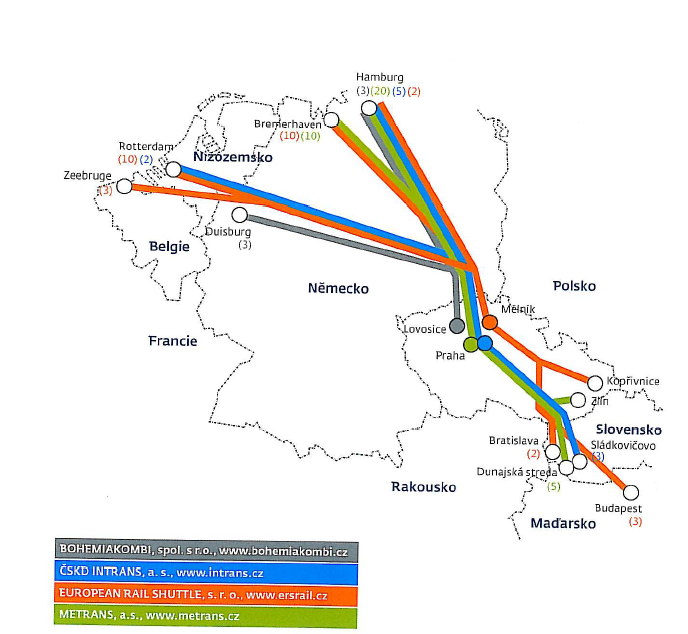 Hamburg
(3)(20)(5)(2)
Bremerhaven
(10)(10)
Rotterdam
(10)(2)
Nizozemsko
Zeebruge
(3)
Duisburg
(3)
Belgie
Německo
Polsko
Mělník
Lovosice
Francie
Praha
Kopřivnice
Zlín
Slovensko
Bratislava
(2)
Sládkovičovo
(3)
Dunajská streda
(5)
Rakousko
Budapest
(3)
Maďarsko
BOHEMIAKOMBI, spol. s r.o., www.bohemiakombi.cz
ČSKD INTRANS, a. s., www.intrans.cz
EUROPEAN RAIL SHUTTLE, s. r. o., www.ersrail.cz
METRANS, a.s., www.metrans.cz